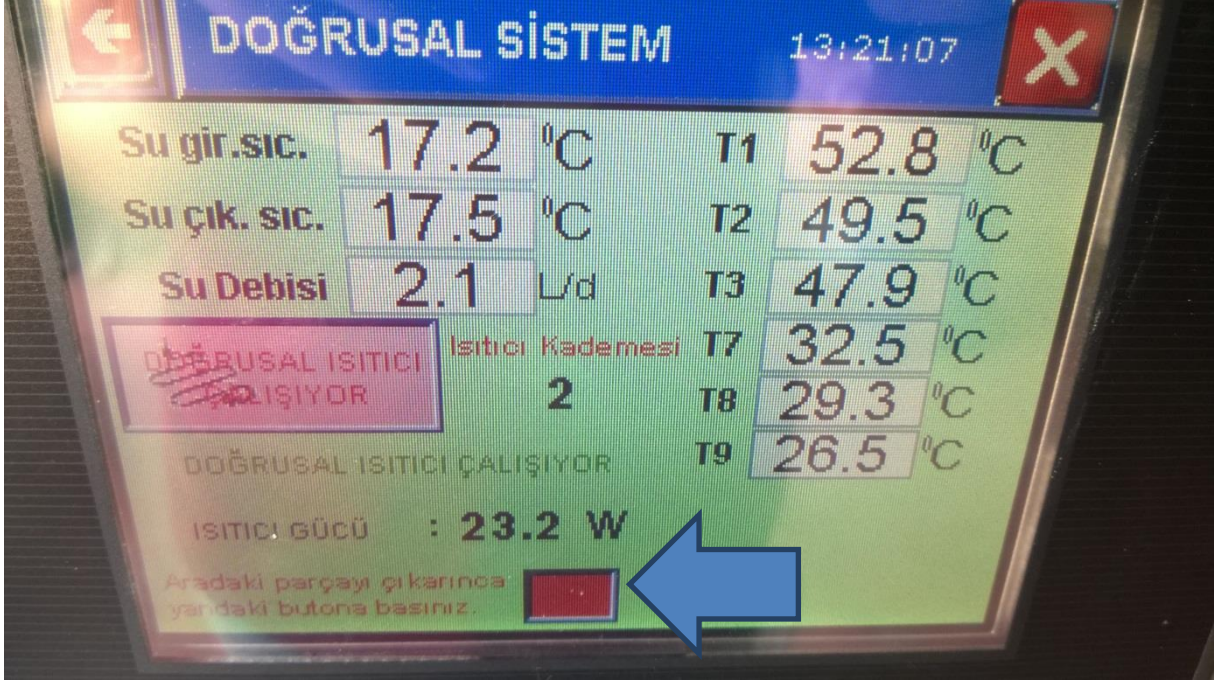 DOĞRUSAL SİSTEM 13:21:07
Su gir.sıc. 17.2 °C T1 52.8 °C
Su çık. sıc. 17.5 °C T2 49.5 °C
Su Debisi 2.1 L/d T3 47.9 °C
DOĞRUSAL ISITICI
ÇALIŞIYOR
Isıtıcı Kademesi T7 32.5 °C
2 T8 29.3 °C
DOĞRUSAL ISITICI ÇALIŞIYOR T9 26.5 °C
ISITICI GÜCÜ : 23.2 W
Aradaki parçayı çıkarınca
yandaki butona basınız.